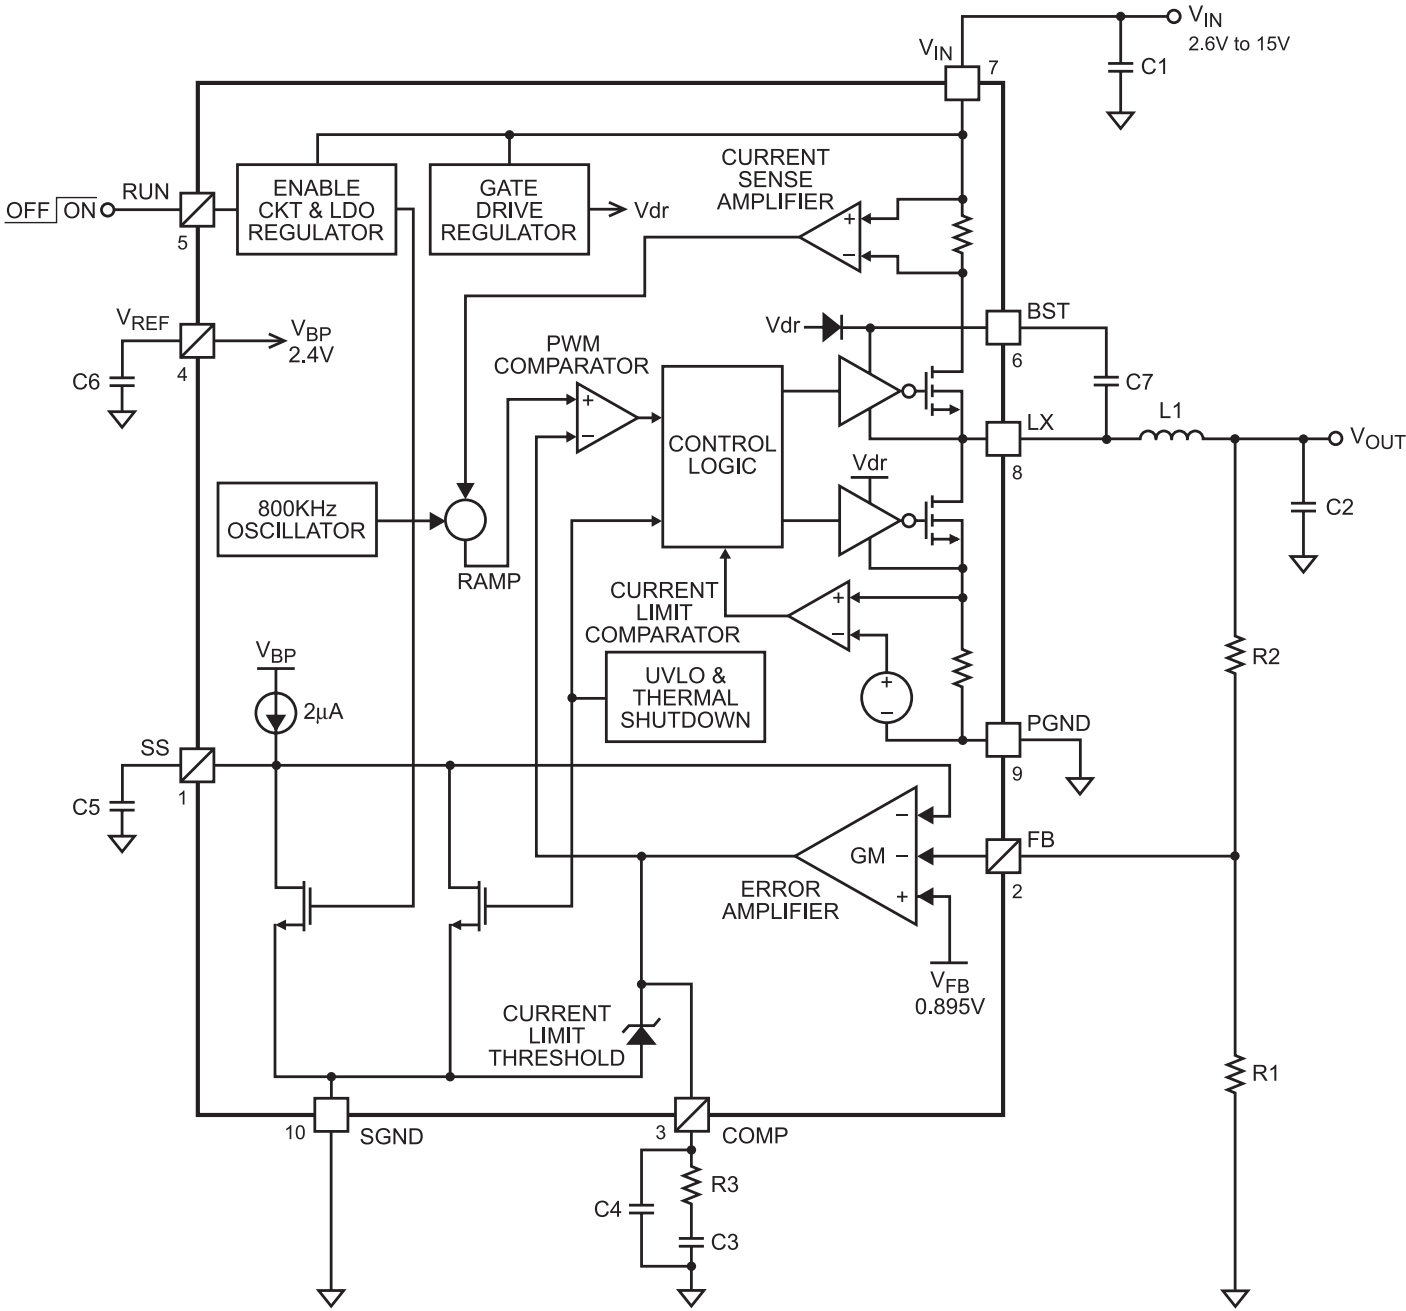 VIN
2.6V to 15V
VIN
7
C1
CURRENT
SENSE
AMPLIFIER
RUN
OFF ON
5
ENABLE
CKT & LDO
REGULATOR
GATE
DRIVE
REGULATOR
Vdr
+
−
VREF
4
VBP
2.4V
C6
PWM
COMPARATOR
+
−
Vdr
BST
6
C7
CONTROL
LOGIC
LX
8
L1
VOUT
C2
Vdr
800KHz
OSCILLATOR
RAMP
CURRENT
LIMIT
COMPARATOR
+
−
UVLO &
THERMAL
SHUTDOWN
+
−
R2
VBP
2µA
PGND
9
SS
1
C5
−
GM −
+
ERROR
AMPLIFIER
FB
2
VFB
0.895V
CURRENT
LIMIT
THRESHOLD
R1
10
SGND
3
COMP
R3
C4
C3